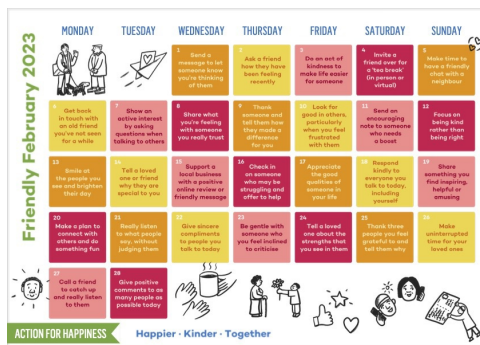 Friendly February 2023
MONDAY TUESDAY WEDNESDAY THURSDAY FRIDAY SATURDAY SUNDAY
1
Send a
message to let
someone know
you're thinking
of them
2
Ask a friend
how they have
been feeling
recently
3
Do an act of
kindness to
make life easier
for someone
4
Invite a
friend over for
a 'tea break'
(in person or
virtual)
5
Make time to
have a friendly
chat with a
neighbour
6
Get back
in touch with
an old friend
you've not seen
for a while
7
Show an
active interest
by asking
questions when
talking to others
8
Share what
you're feeling
with someone
you really trust
9
Thank
someone and
tell them how
they made a
difference
for you
10
Look for
good in others,
particularly
when you feel
frustrated
with them
11
Send an
encouraging
note to someone
who needs
a boost
12
Focus on
being kind
rather than
being right
13
Smile at
the people you
see and brighten
their day
14
Tell a loved
one or friend
why they are
special to you
15
Support a
local business
with a positive
online review or
friendly message
16
Check in
on someone
who may be
struggling and
offer to help
17
Appreciate
the good
qualities of
someone in
your life
18
Respond kindly
to everyone you
talk to today,
including
yourself
19
Share
something you
find inspiring,
helpful or
amusing
20
Make a plan to
connect with
others and do
something fun
21
Really listen
to what people
say, without
judging them
22
Give sincere
compliments
to people you
talk to today
23
Be gentle with
someone who
you feel inclined
to criticise
24
Tell a loved
one about the
strengths that
you see in them
25
Thank three
people you feel
grateful to and
tell them why
26
Make
uninterrupted
time for your
loved ones
27
Call a friend
to catch up
and really listen
to them
28
Give positive
comments to as
many people as
possible today
ACTION FOR HAPPINESS
Happier · Kinder · Together